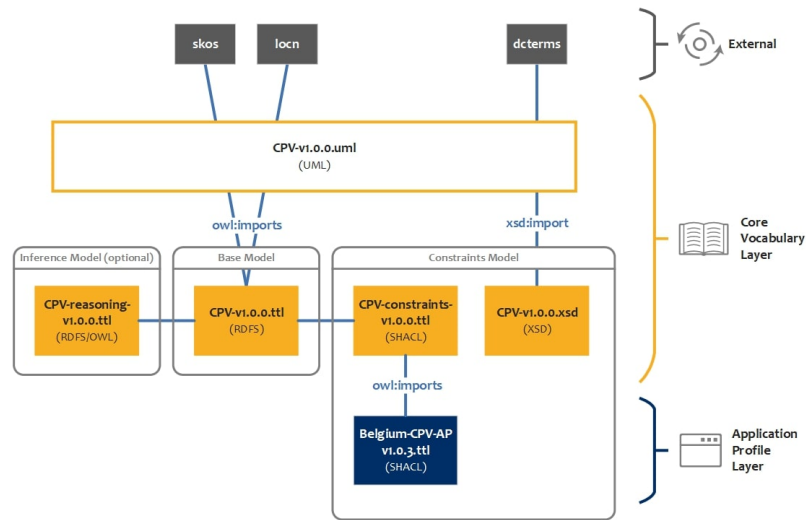 skos
locn
dcterms
External
CPV-v1.0.0.uml
(UML)
owl:imports
xsd:import
Core
Vocabulary
Layer
Inference Model (optional)
Base Model
Constraints Model
CPV-reasoning-
v1.0.0.ttl
(RDFS/OWL)
CPV-v1.0.0.ttl
(RDFS)
CPV-constraints-
v1.0.0.ttl
(SHACL)
CPV-v1.0.0.xsd
(XSD)
owl:imports
Belgium-CPV-AP
v1.0.3.ttl
(SHACL)
Application
Profile
Layer